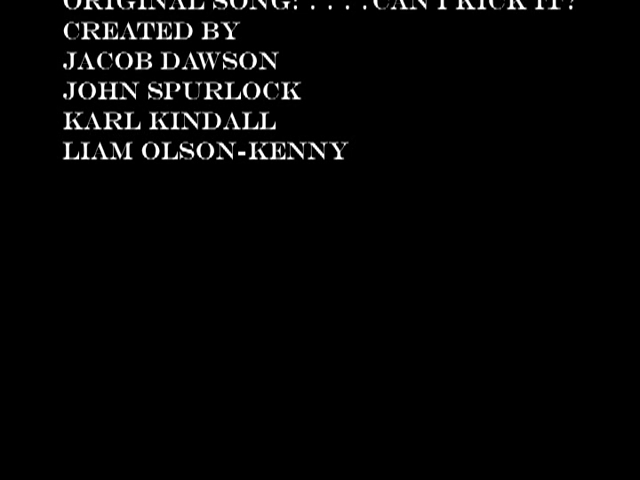 ORIGINAL SONG: . . . . CAN I KICK IT?
CREATED BY
JACOB DAWSON
JOHN SPURLOCK
KARL KINDALL
LIAM OLSON-KENNY